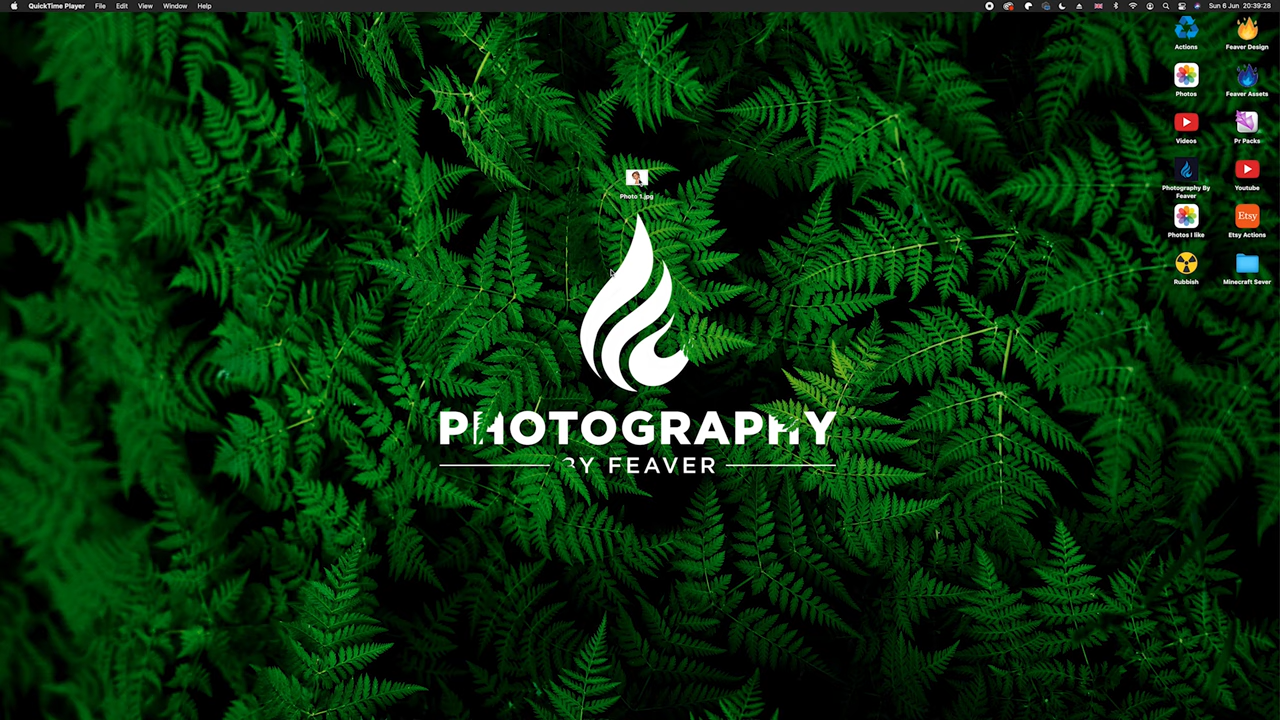 QuickTime Player File Edit View Window Help Sun 6 Jun 20:39:28
Actions Feaver Design
Photos Feaver Assets
Videos Pr Packs
Photography By Feaver Youtube
Photos I like Etsy Actions
Etsy
Rubbish Minecraft Sever
Photo 1.jpg
PHOTOGRAPHY
BY FEAVER